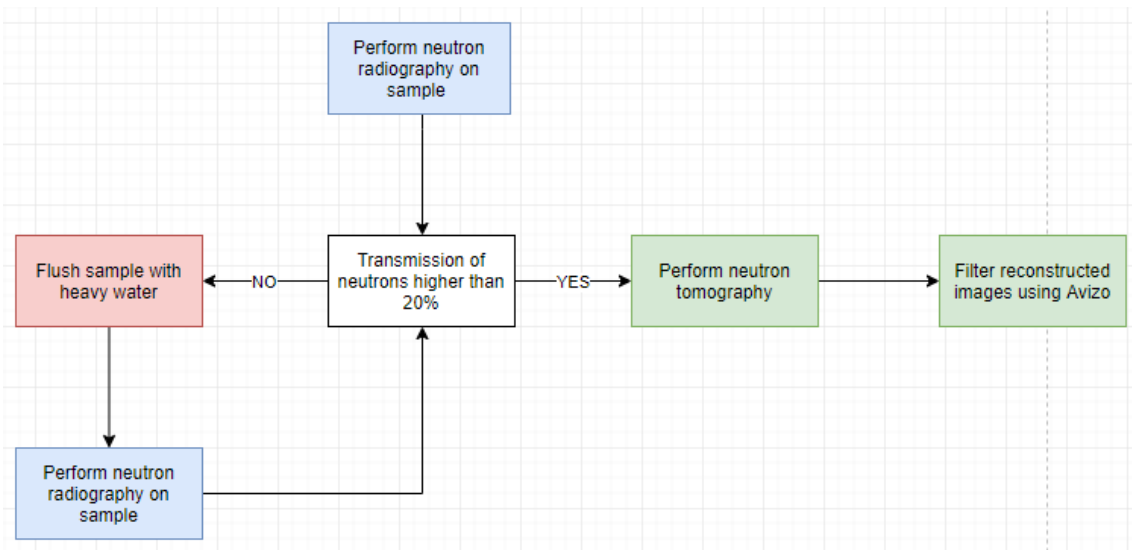 Perform neutron
radiography on
sample
Flush sample with
heavy water
NO
Transmission of
neutrons higher than
20%
YES
Perform neutron
tomography
Filter reconstructed
images using Avizo
Perform neutron
radiography on
sample